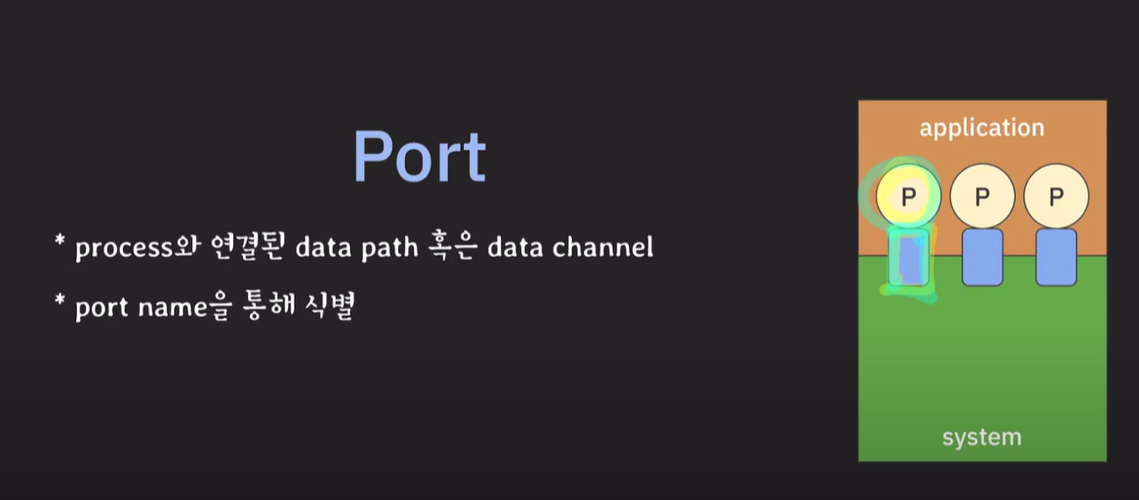 Port
* process와 연결된 data path 혹은 data channel
* port name을 통해 식별
application
P P P
system